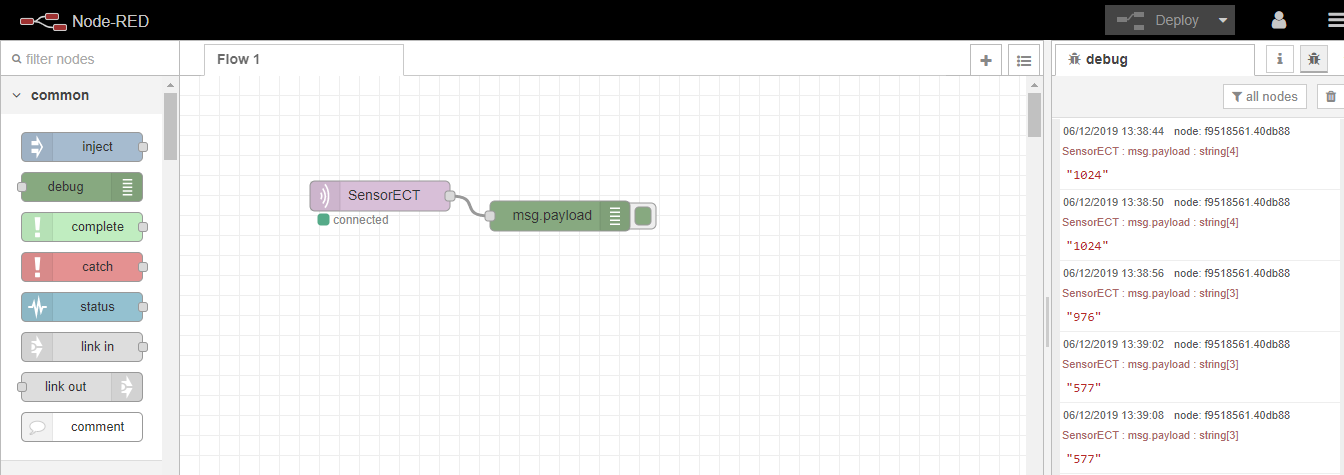 Node-RED
Deploy
filter nodes
common
inject
debug
complete
catch
status
link in
link out
comment
Flow 1
SensorECT
connected
msg.payload
debug
i
all nodes
06/12/2019 13:38:44 node: f9518561.40db88
SensorECT : msg.payload : string[4]
"1024"
06/12/2019 13:38:50 node: f9518561.40db88
SensorECT : msg.payload : string[4]
"1024"
06/12/2019 13:38:56 node: f9518561.40db88
SensorECT : msg.payload : string[3]
"976"
06/12/2019 13:39:02 node: f9518561.40db88
SensorECT : msg.payload : string[3]
"577"
06/12/2019 13:39:08 node: f9518561.40db88
SensorECT : msg.payload : string[3]
"577"